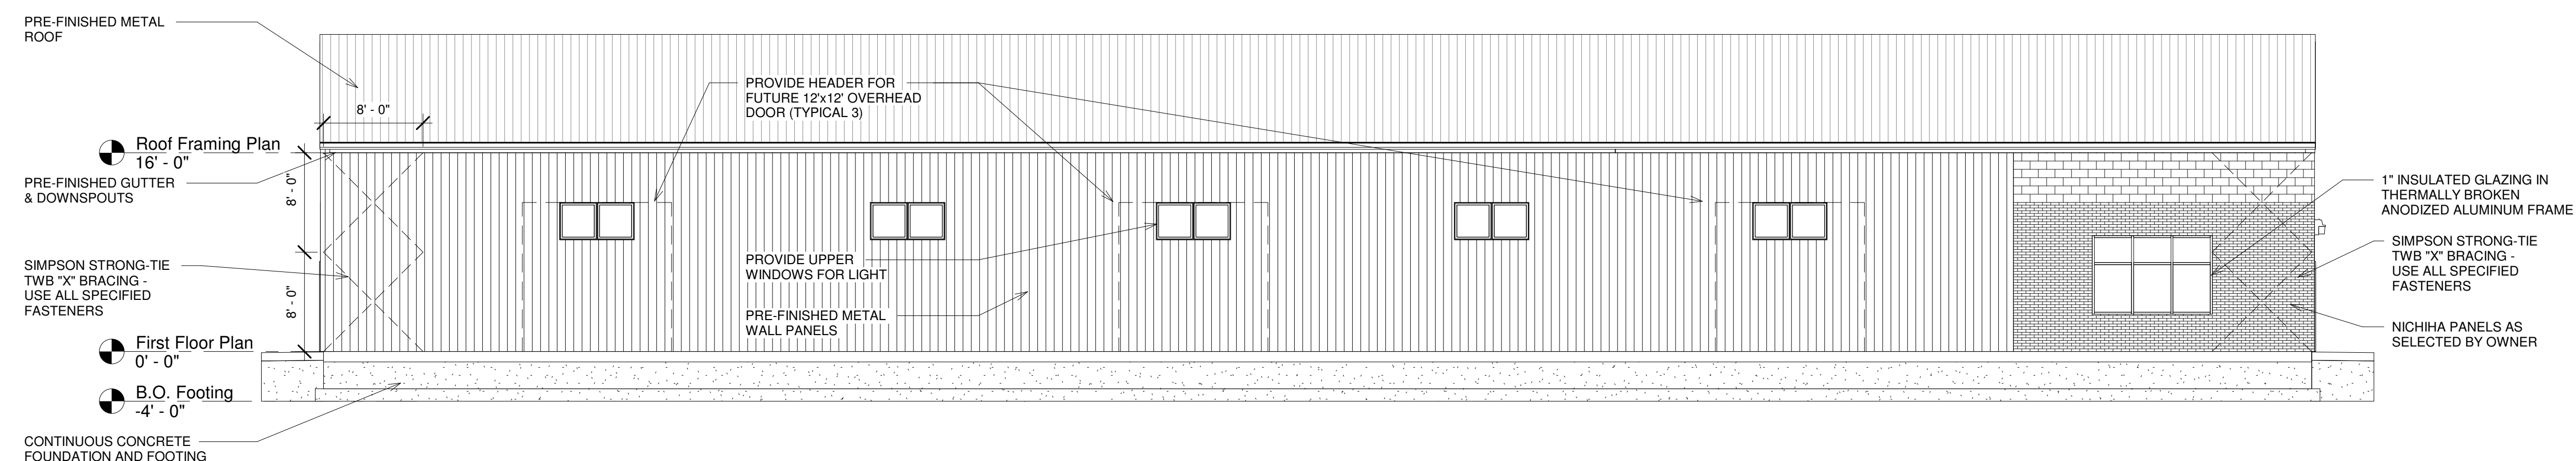 PRE-FINISHED METAL
ROOF
8' - 0"
Roof Framing Plan
16' - 0"
PRE-FINISHED GUTTER
& DOWNSPOUTS
8' - 0"
SIMPSON STRONG-TIE
TWB "X" BRACING -
USE ALL SPECIFIED
FASTENERS
8' - 0"
First Floor Plan
0' - 0"
B.O. Footing
-4' - 0"
CONTINUOUS CONCRETE
FOUNDATION AND FOOTING
PROVIDE HEADER FOR
FUTURE 12'x12' OVERHEAD
DOOR (TYPICAL 3)
PROVIDE UPPER
WINDOWS FOR LIGHT
PRE-FINISHED METAL
WALL PANELS
1" INSULATED GLAZING IN
THERMALLY BROKEN
ANODIZED ALUMINUM FRAME
SIMPSON STRONG-TIE
TWB "X" BRACING -
USE ALL SPECIFIED
FASTENERS
NICHIHA PANELS AS
SELECTED BY OWNER